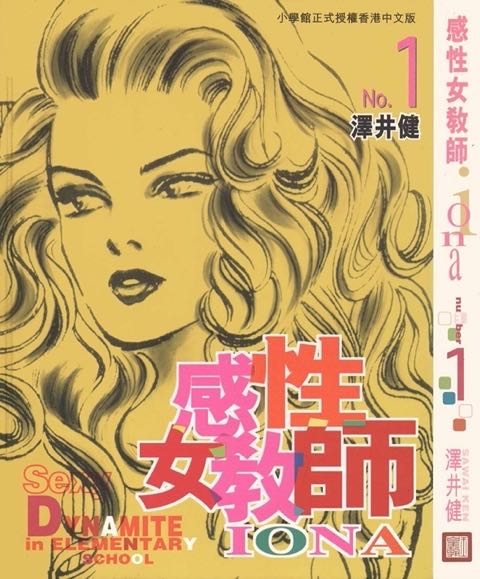 小學館正式授權香港中文版
No.1
澤井健
感性
女教師
IONA
Sexy
DYNAMITE
in ELEMENTARY
SCHOOL
感性女教師・iona
number 1
澤井健
SAWAI KEN